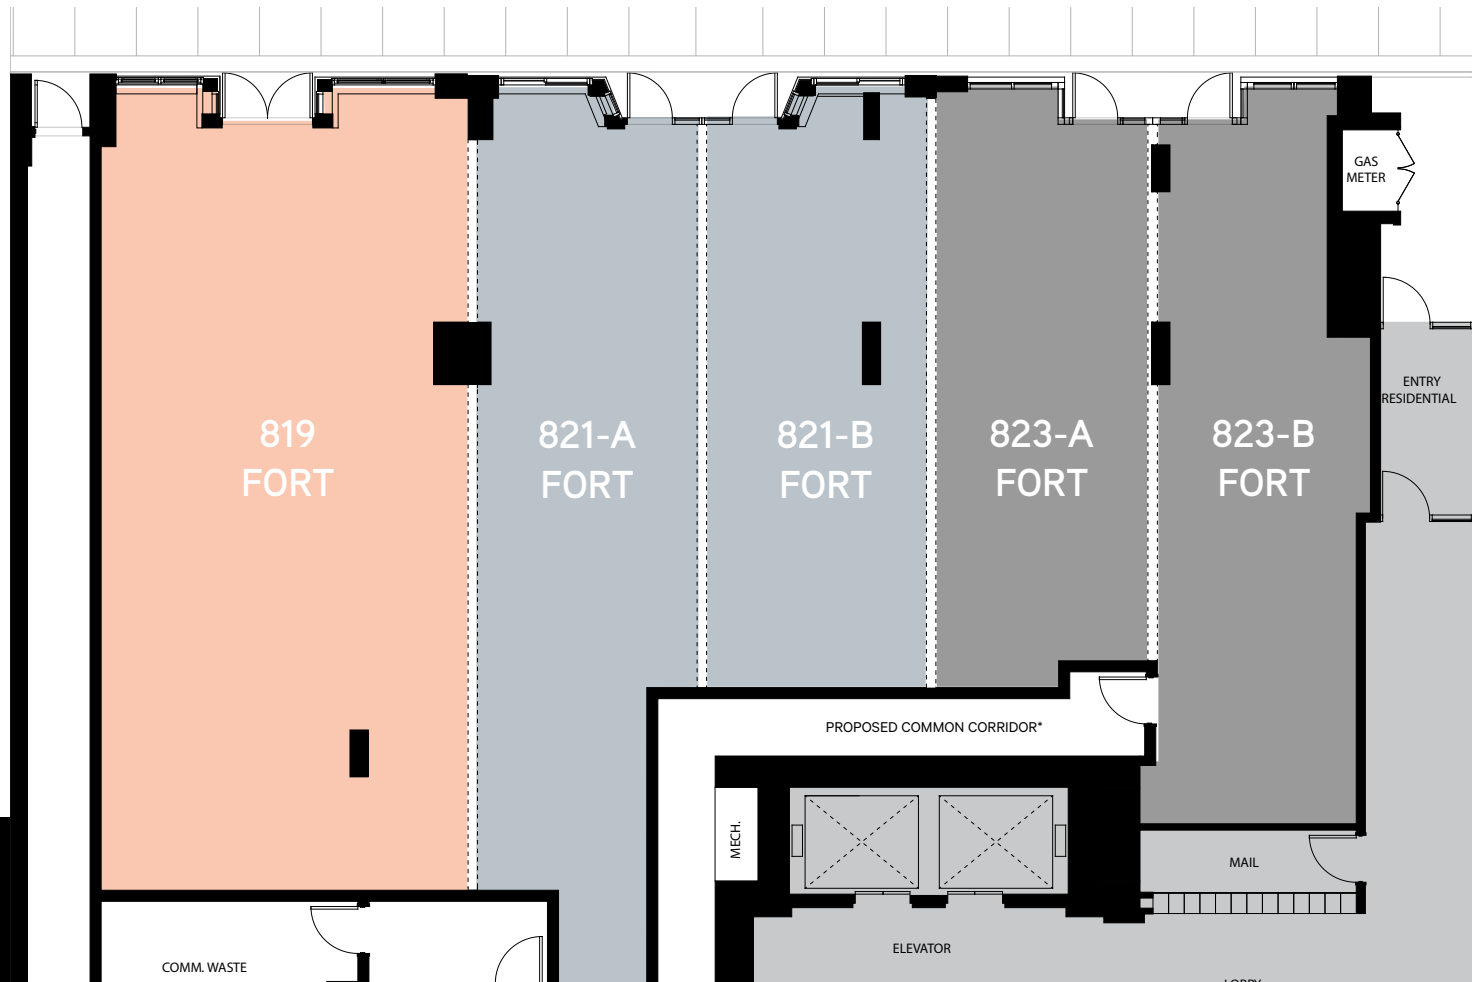 GAS
METER
ENTRY
RESIDENTIAL
819
FORT
821-A
FORT
821-B
FORT
823-A
FORT
823-B
FORT
PROPOSED COMMON CORRIDOR*
MECH.
MAIL
ELEVATOR
COMM. WASTE
LOBBY